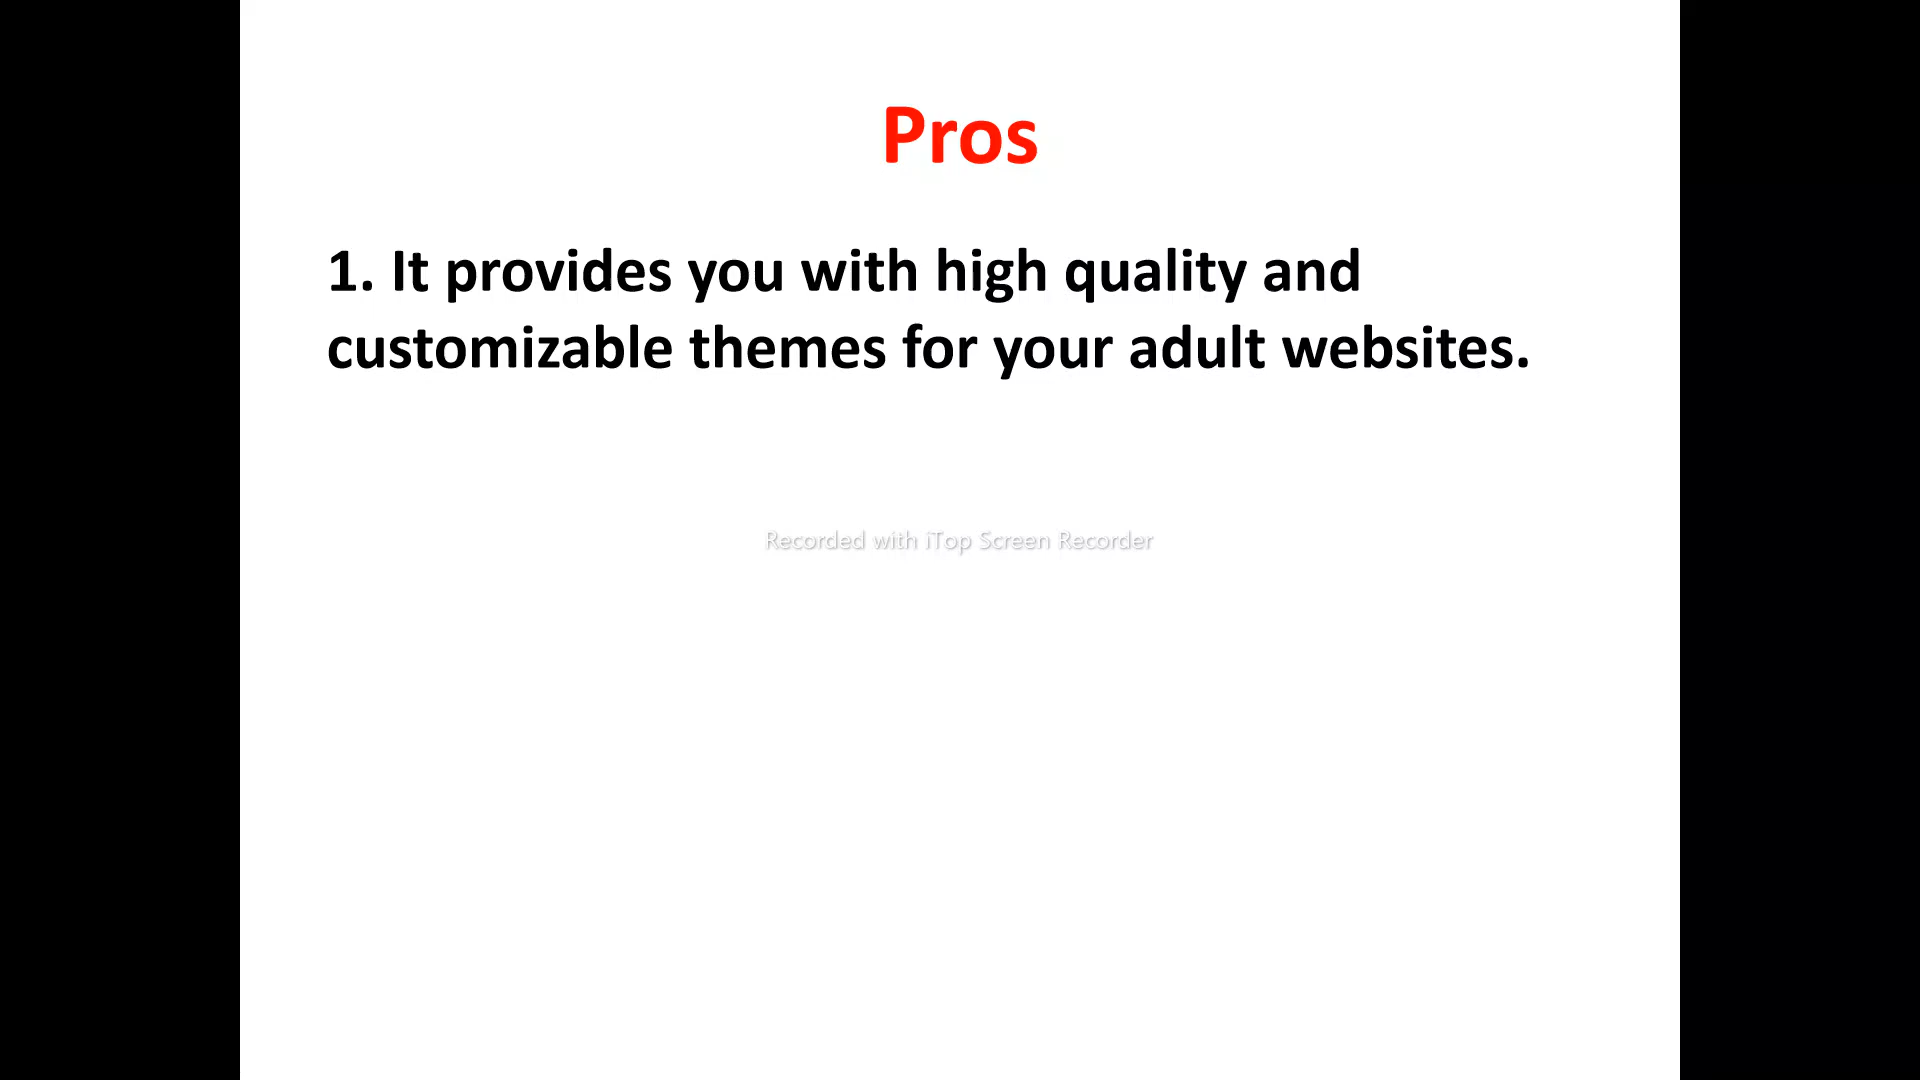 Pros
1. It provides you with high quality and
customizable themes for your adult websites.
Recorded with iTop Screen Recorder